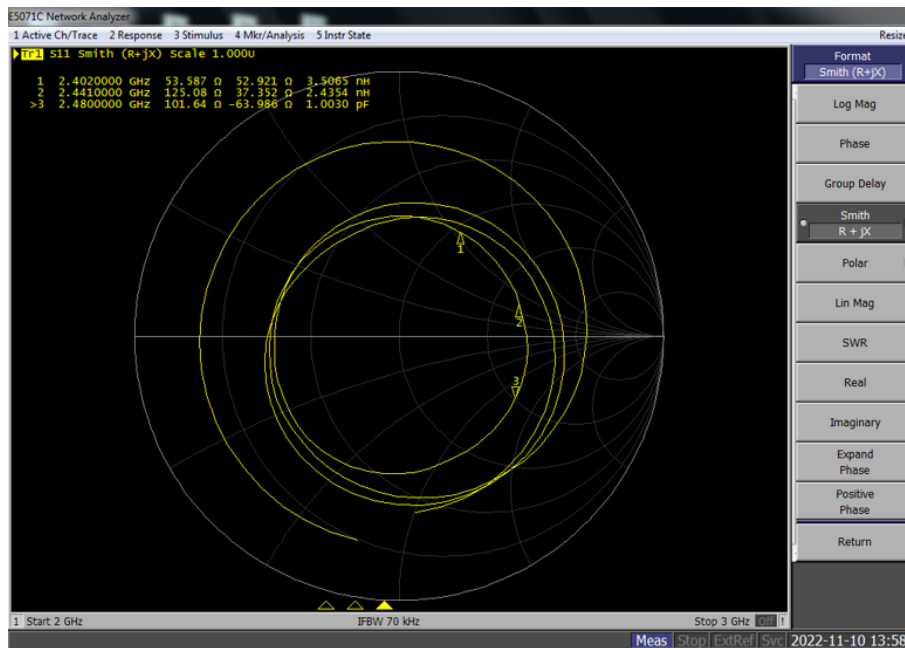 E5071C Network Analyzer
1 Active Ch/Trace 2 Response 3 Stimulus 4 Mkr/Analysis 5 Instr State Resize
Tr1 S11 Smith (R+jX) Scale 1.000U
1 2.4020000 GHz 53.587 Ω 52.921 Ω 3.5065 nH
2 2.4410000 GHz 125.08 Ω 37.352 Ω 2.4354 nH
>3 2.4800000 GHz 101.64 Ω -63.986 Ω 1.0030 pF
1
2
3
Format
Smith (R+jX)
Log Mag
Phase
Group Delay
Smith
R + jX
Polar
Lin Mag
SWR
Real
Imaginary
Expand
Phase
Positive
Phase
Return
1 Start 2 GHz IFBW 70 kHz Stop 3 GHz Off !
Meas Stop ExtRef Svc 2022-11-10 13:58